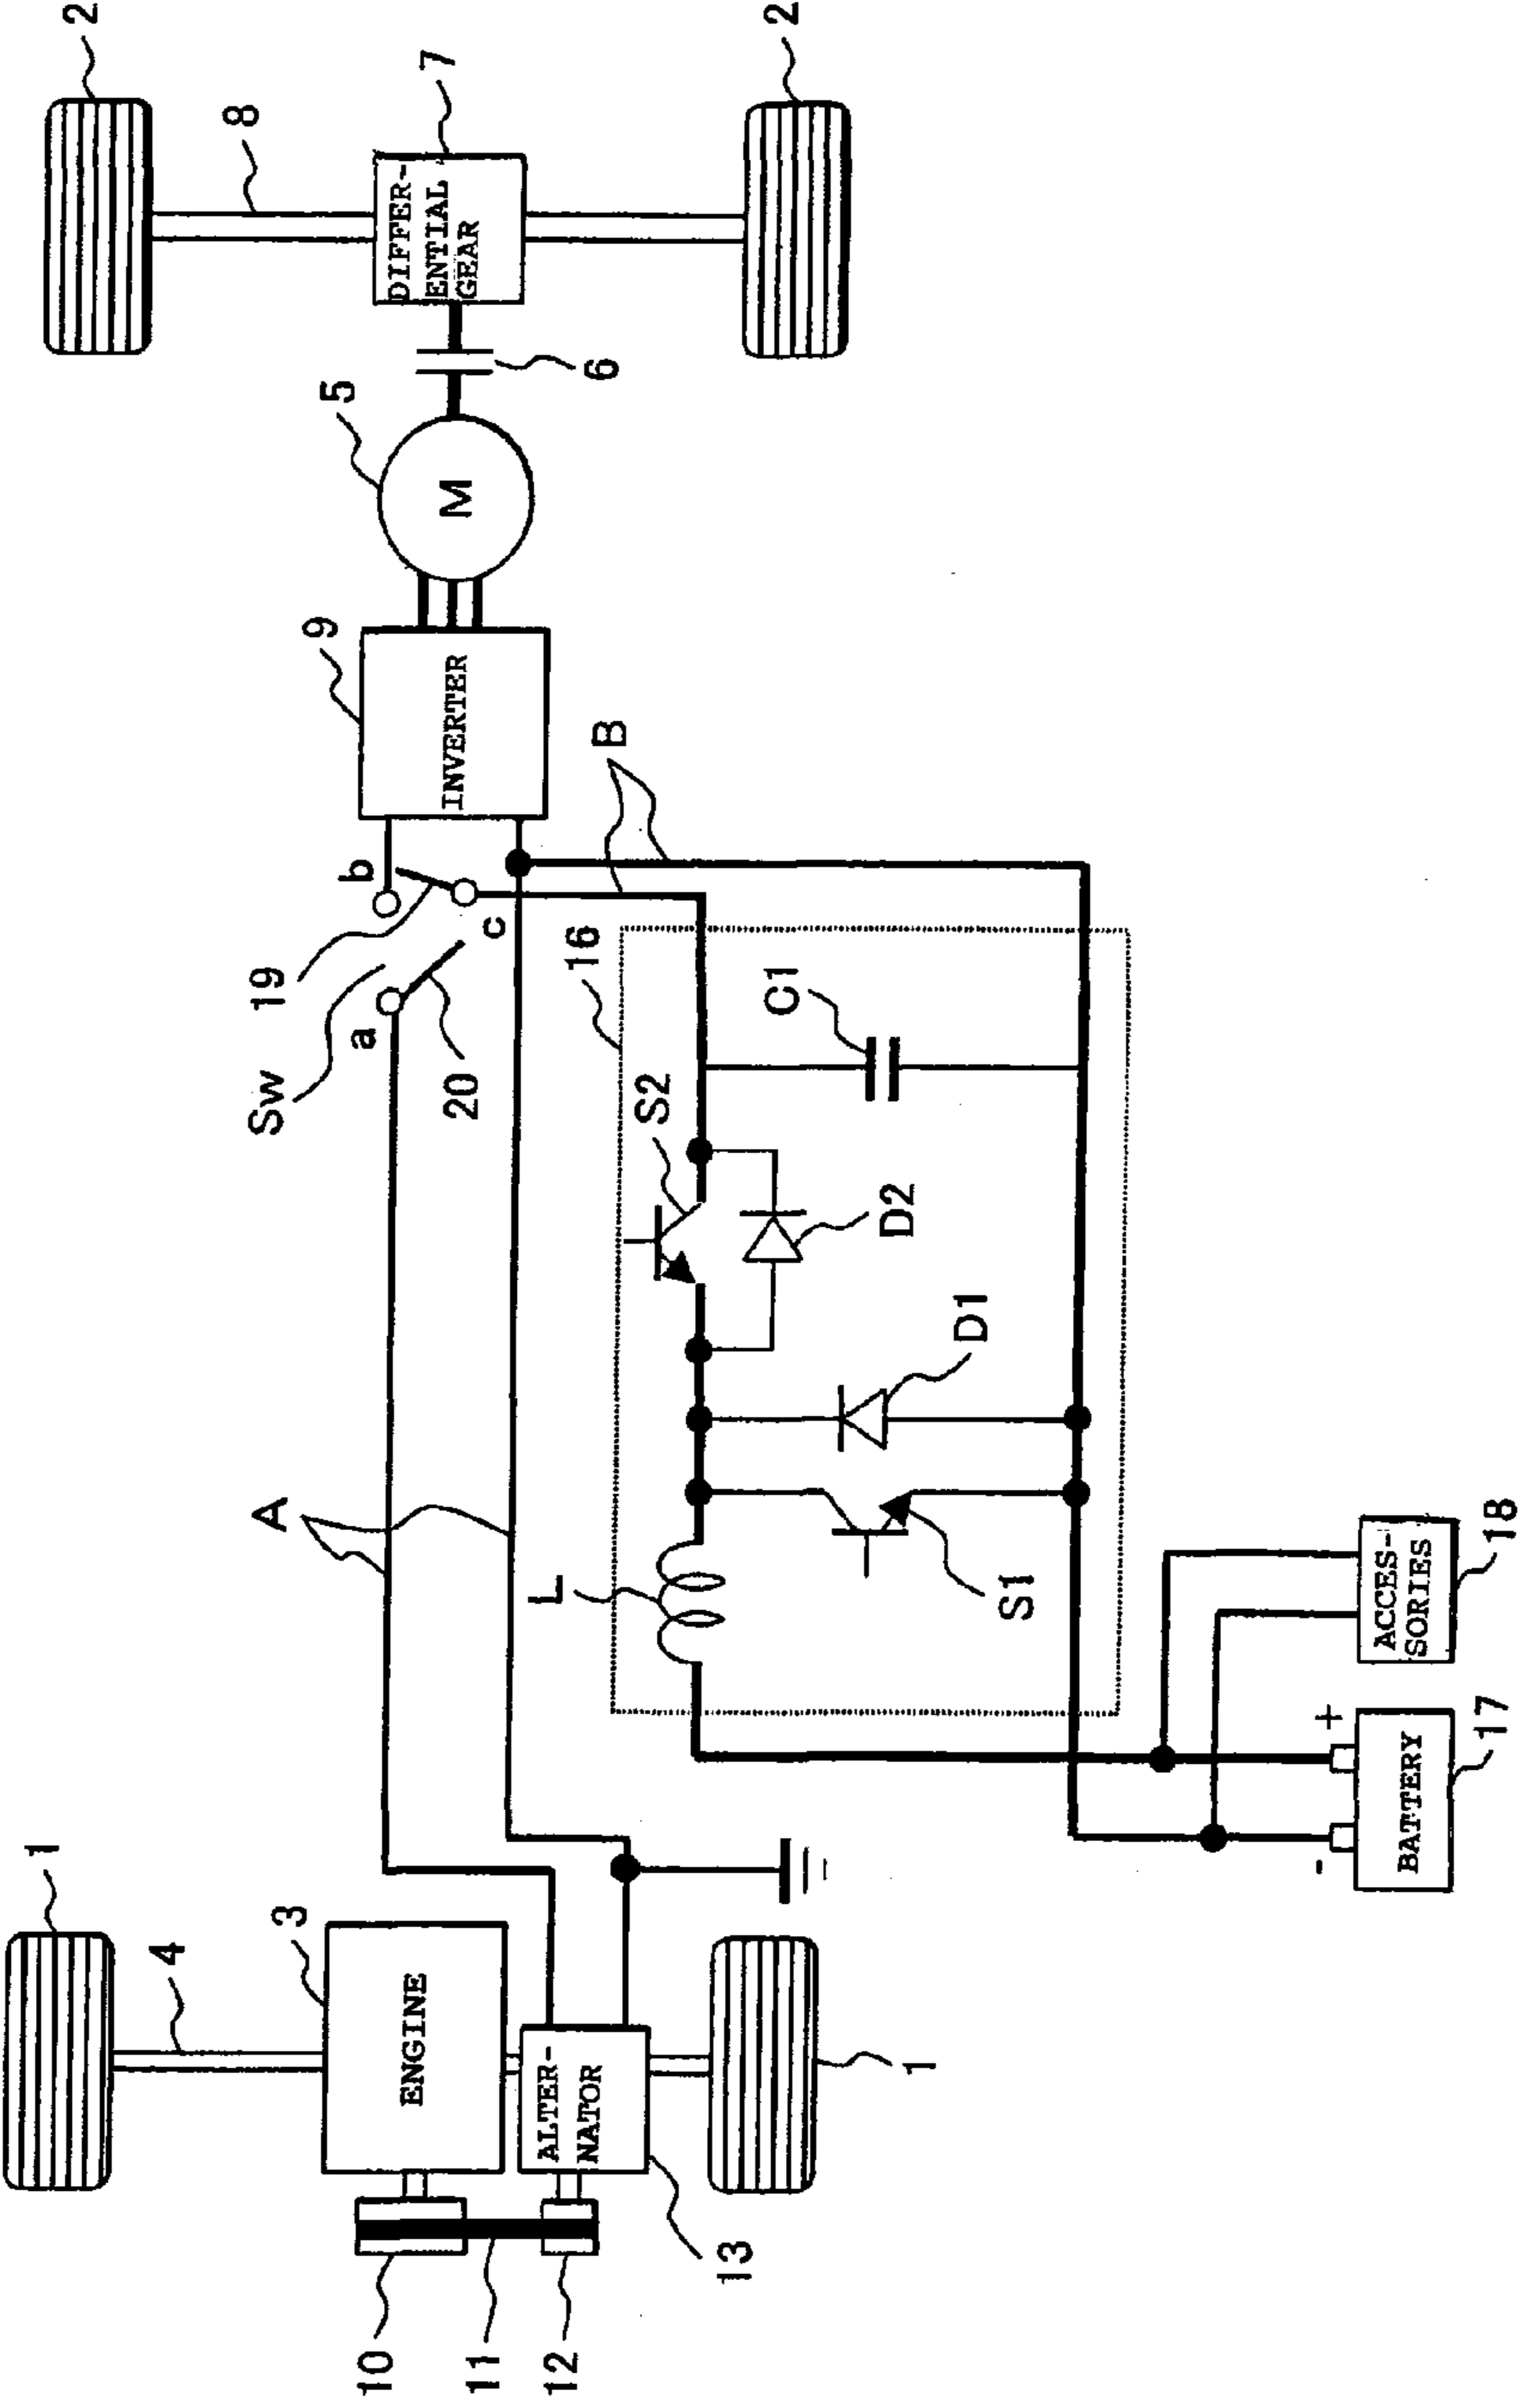 1
4
3
ENGINE
10
11
12
ALTER-
NATOR
13
1
A
Sw
a
20
19
b
c
B
9
INVERTER
5
M
6
8
7
DIFFER-
ENTIAL
GEAR
2
2
16
L
S1
D1
S2
D2
C1
-
+
BATTERY
17
ACCES-
SORIES
18